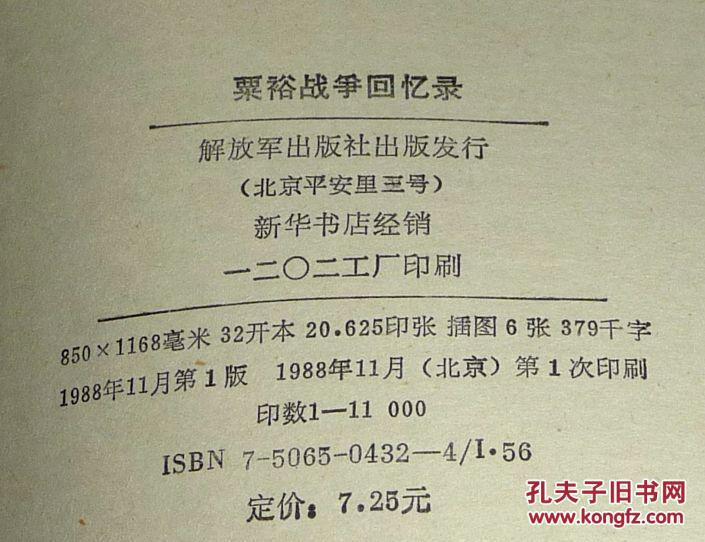 粟裕战争回忆录
解放军出版社出版发行
（北京平安里三号）
新华书店经销
一二〇二工厂印刷
850×1168毫米 32开本 20.625印张 插图6张 379千字
1988年11月第1版 1988年11月（北京）第1次印刷
印数1—11 000
ISBN 7-5065-0432—4/I·56
定价：7.25元
孔夫子旧书网
www.kongfz.com